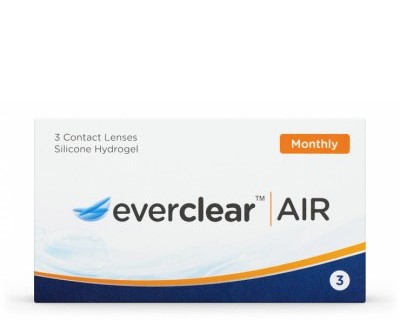 3 Contact Lenses
Silicone Hydrogel
Monthly
everclear™ | AIR
3